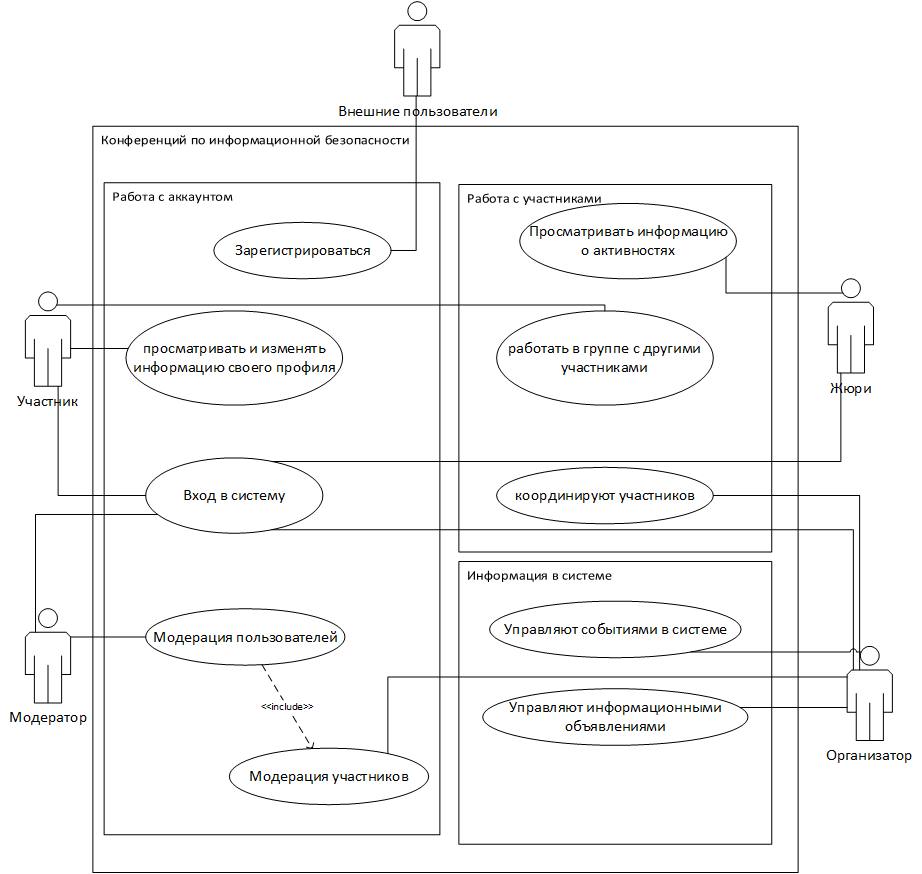 Внешние пользователи
Конференций по информационной безопасности
Работа с аккаунтом
Зарегистрироваться
просматривать и изменять
информацию своего профиля
Вход в систему
Модерация пользователей
<<include>>
Модерация участников
Работа с участниками
Просматривать информацию
о активностях
работать в группе с другими
участниками
координируют участников
Информация в системе
Управляют событиями в системе
Управляют информационными
объявлениями
Участник
Модератор
Жюри
Организатор